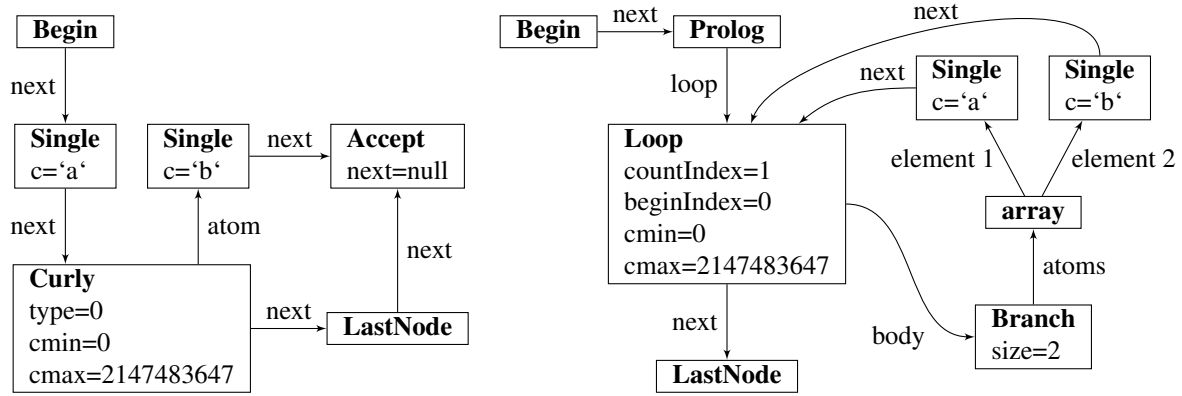 Begin
next
Single
c=‘a‘
next
Curly
type=0
cmin=0
cmax=2147483647
atom
Single
c=‘b‘
next
Accept
next=null
next
LastNode
next
Begin
next
Prolog
loop
Loop
countIndex=1
beginIndex=0
cmin=0
cmax=2147483647
next
LastNode
body
Branch
size=2
atoms
array
element 1
element 2
Single
c=‘a‘
next
Single
c=‘b‘
next